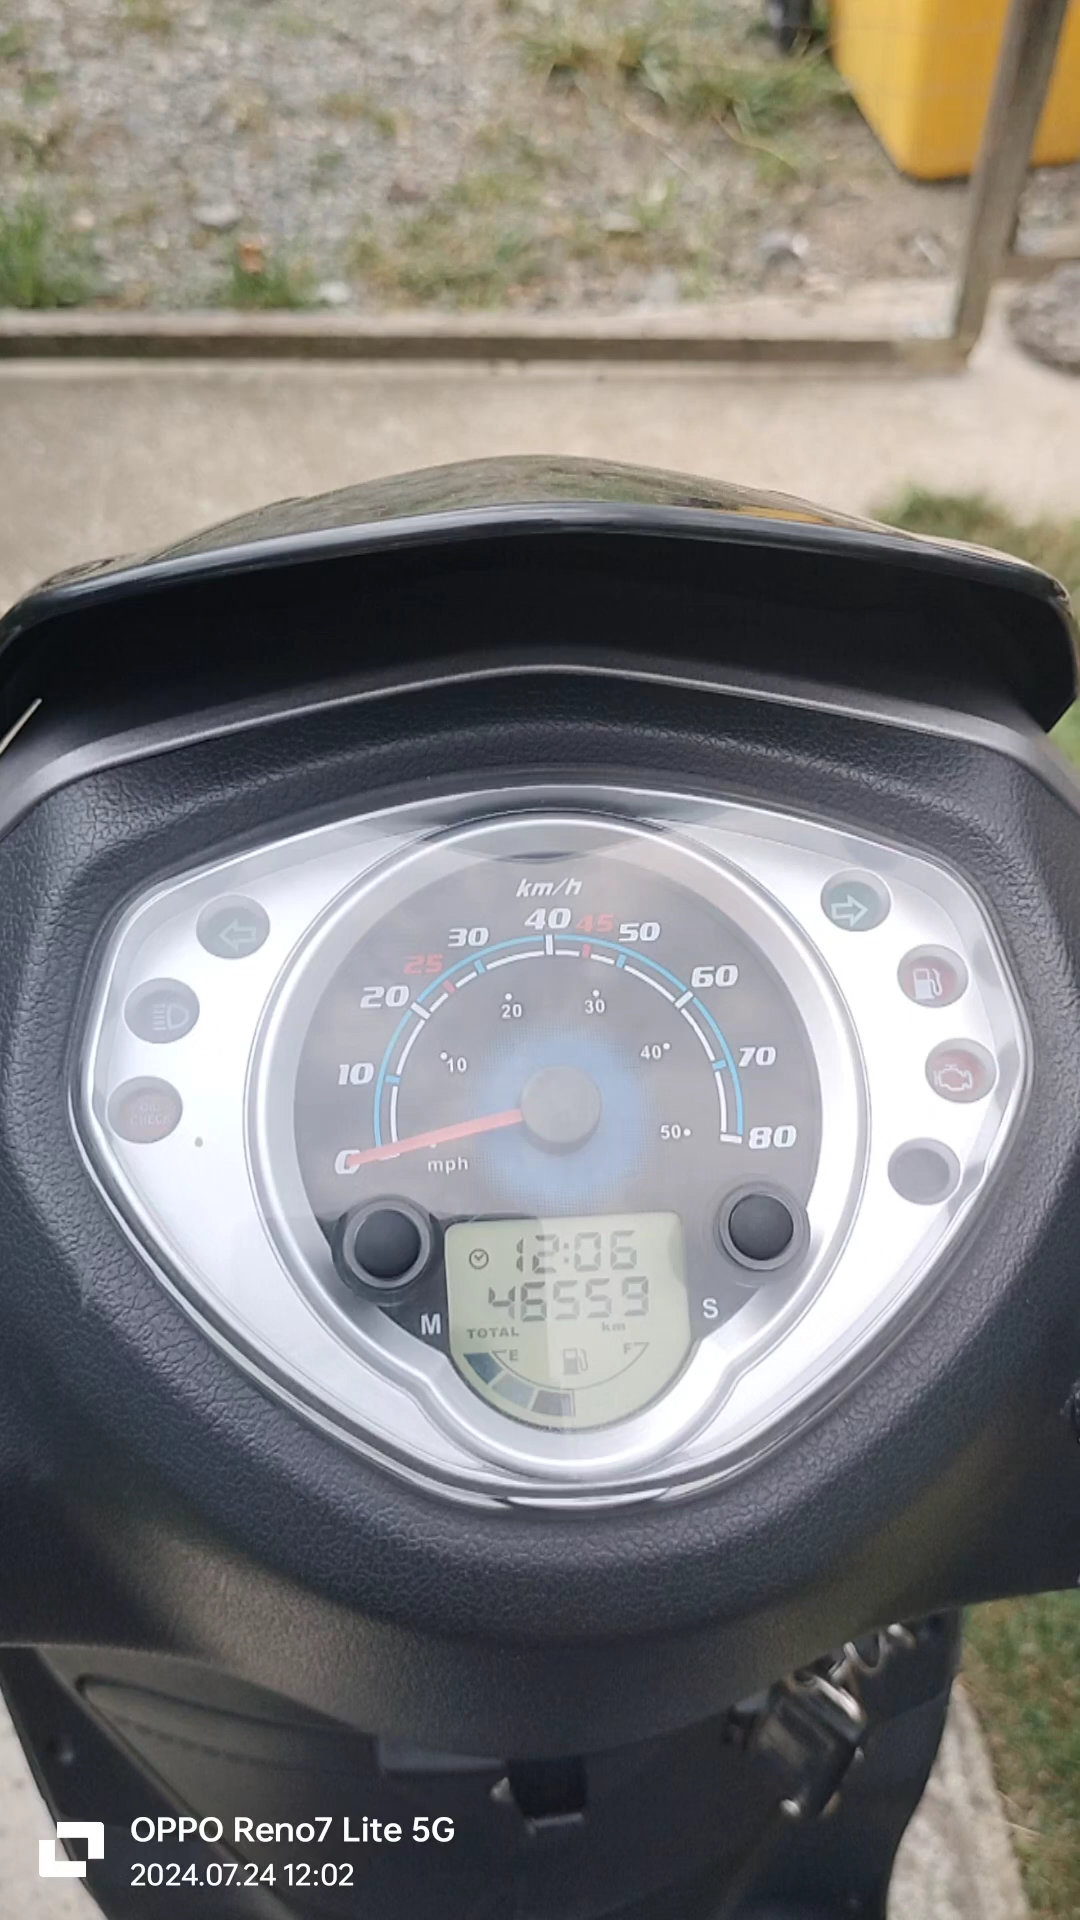 km/h
0 10 20 25 30 40 45 50 60 70 80
10 20 30 40 50
mph
12:06
46559
TOTAL km
M S
E F
OPPO Reno7 Lite 5G
2024.07.24 12:02